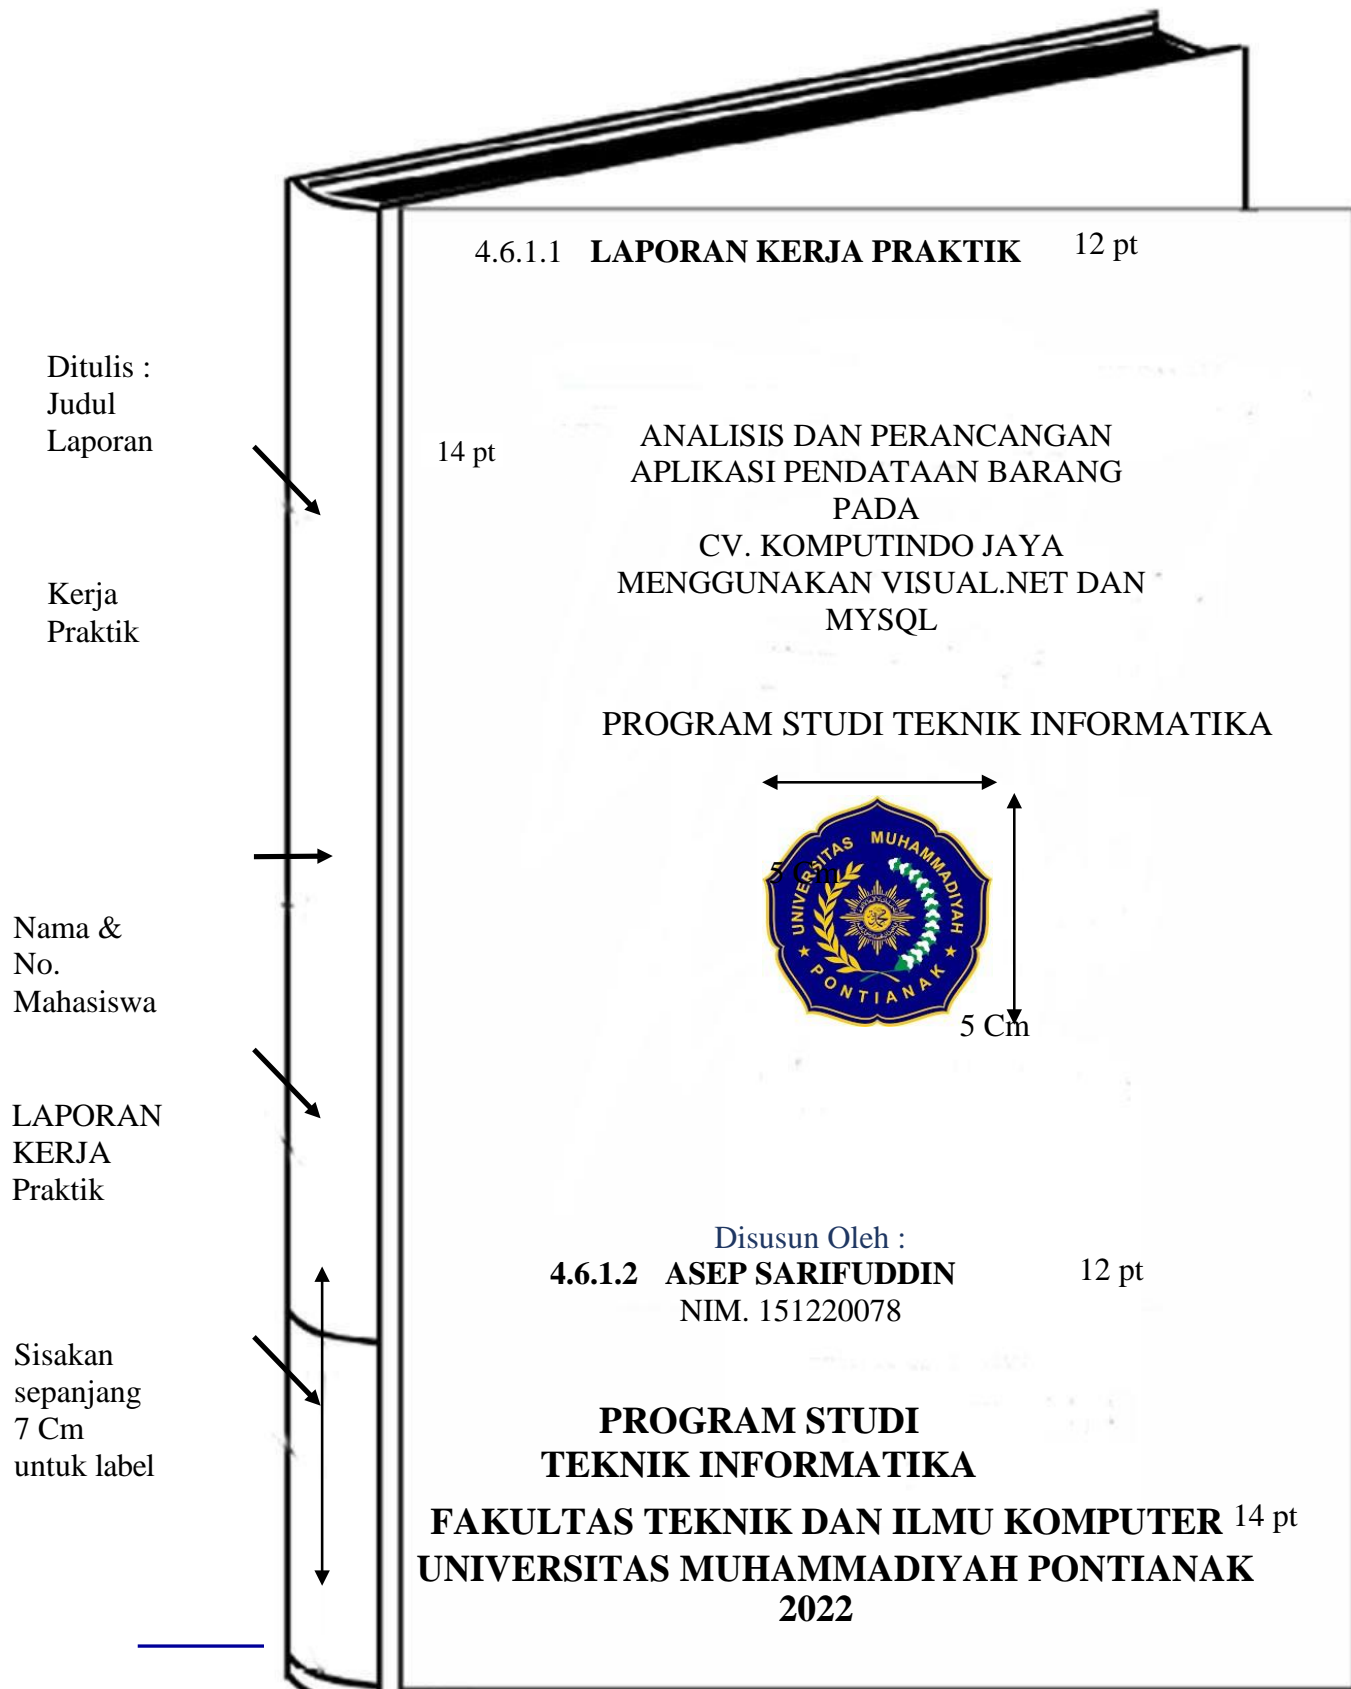 4.6.1.1 LAPORAN KERJA PRAKTIK 12 pt
Ditulis :
Judul
Laporan
14 pt
ANALISIS DAN PERANCANGAN
APLIKASI PENDATAAN BARANG
PADA
CV. KOMPUTINDO JAYA
MENGGUNAKAN VISUAL.NET DAN
MYSQL
Kerja
Praktik
PROGRAM STUDI TEKNIK INFORMATIKA
5 Cm
UNIVERSITAS MUHAMMADIYAH
PONTIANAK
5 Cm
Nama &
No.
Mahasiswa
LAPORAN
KERJA
Praktik
Disusun Oleh :
4.6.1.2 ASEP SARIFUDDIN 12 pt
NIM. 151220078
Sisakan
sepanjang
7 Cm
untuk label
PROGRAM STUDI
TEKNIK INFORMATIKA
FAKULTAS TEKNIK DAN ILMU KOMPUTER 14 pt
UNIVERSITAS MUHAMMADIYAH PONTIANAK
2022